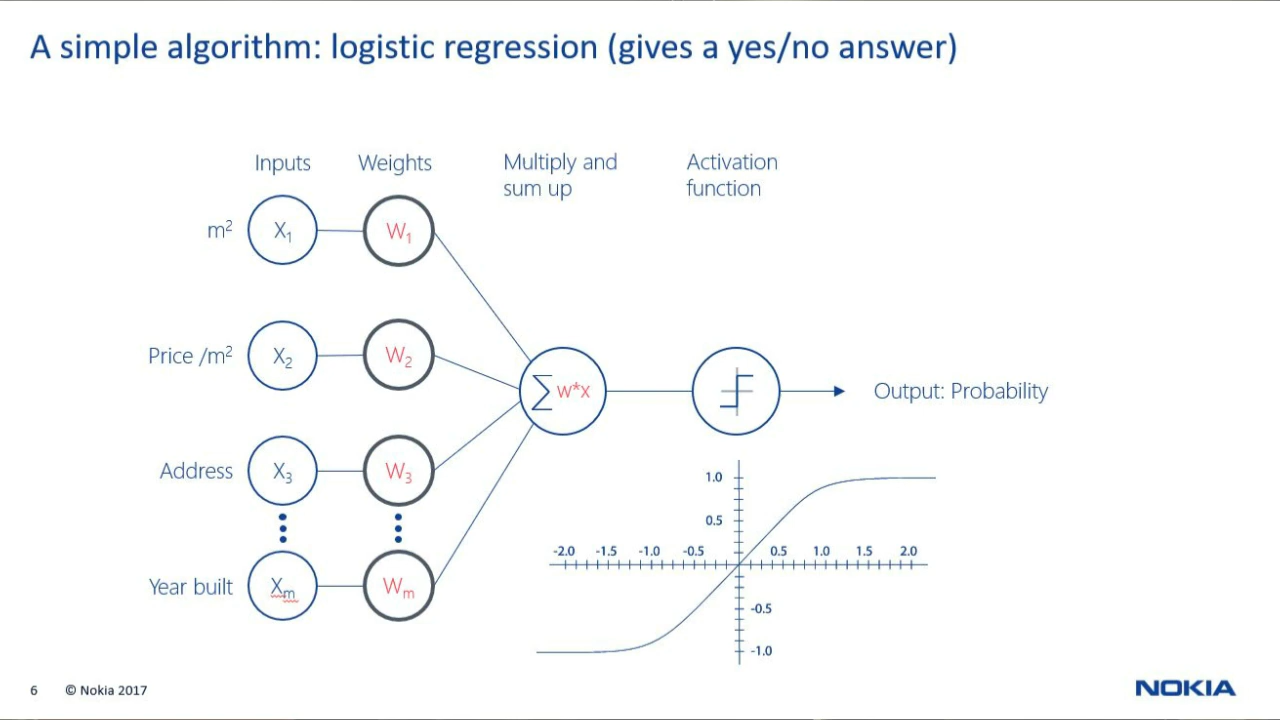 A simple algorithm: logistic regression (gives a yes/no answer)
Inputs
Weights
Multiply and
sum up
Activation
function
m²
X₁
W₁
Price /m²
X₂
W₂
∑ W*X
Output: Probability
Address
X₃
W₃
Year built
Xₘ
Wₘ
1.0
0.5
-2.0 -1.5 -1.0 -0.5 0.5 1.0 1.5 2.0
-0.5
-1.0
6 © Nokia 2017
NOKIA